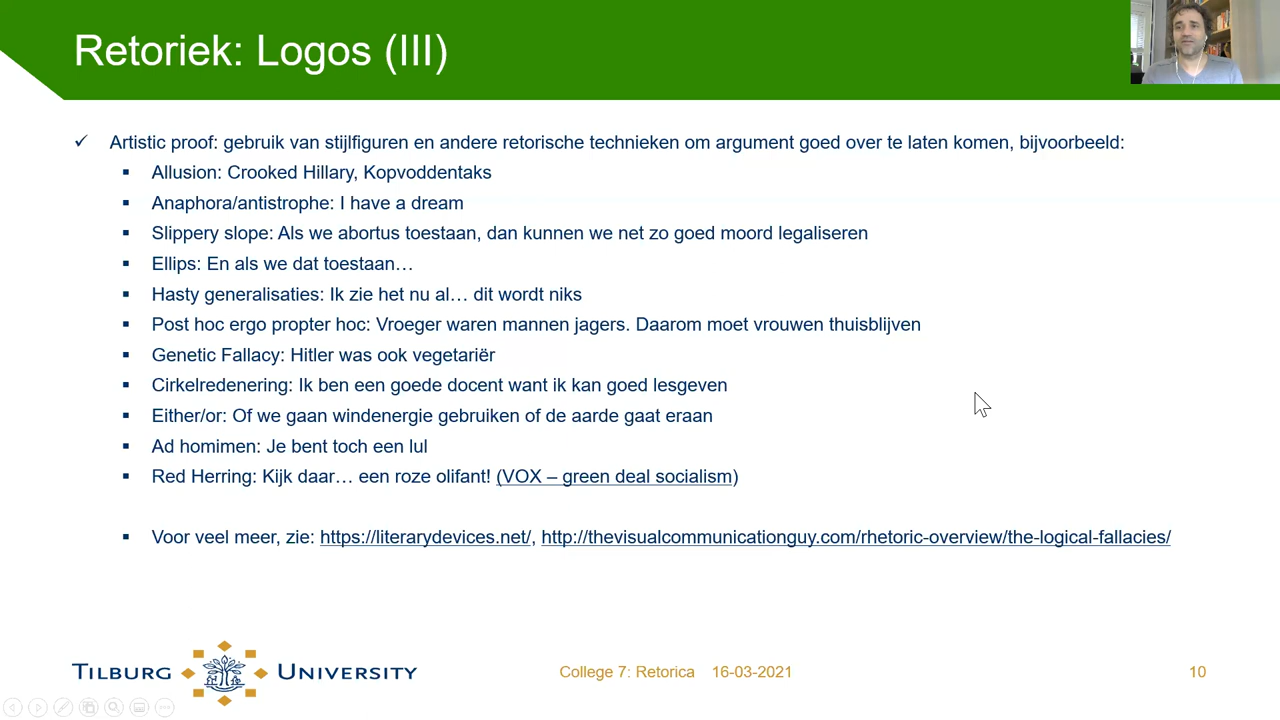 Retoriek: Logos (III)
Artistic proof: gebruik van stijlfiguren en andere retorische technieken om argument goed over te laten komen, bijvoorbeeld:
Allusion: Crooked Hillary, Kopvoddentaks
Anaphora/antistrophe: I have a dream
Slippery slope: Als we abortus toestaan, dan kunnen we net zo goed moord legaliseren
Ellips: En als we dat toestaan…
Hasty generalisaties: Ik zie het nu al… dit wordt niks
Post hoc ergo propter hoc: Vroeger waren mannen jagers. Daarom moet vrouwen thuisblijven
Genetic Fallacy: Hitler was ook vegetariër
Cirkelredenering: Ik ben een goede docent want ik kan goed lesgeven
Either/or: Of we gaan windenergie gebruiken of de aarde gaat eraan
Ad homimen: Je bent toch een lul
Red Herring: Kijk daar… een roze olifant! (VOX – green deal socialism)
Voor veel meer, zie: https://literarydevices.net/, http://thevisualcommunicationguy.com/rhetoric-overview/the-logical-fallacies/
TILBURG UNIVERSITY
College 7: Retorica 16-03-2021
10